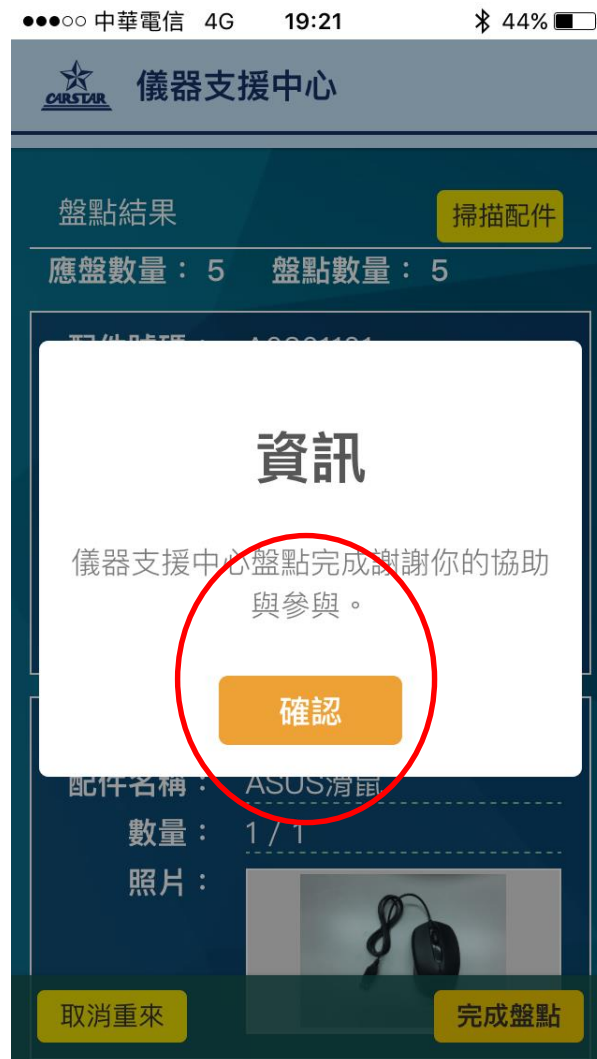 中華電信 4G 19:21 44%
CARSTAR 儀器支援中心
盤點結果 掃描配件
應盤數量： 5 盤點數量： 5
資訊
儀器支援中心盤點完成謝謝你的協助
與參與。
確認
配件名稱： ASUS滑鼠
數量： 1 / 1
照片：
取消重來 完成盤點